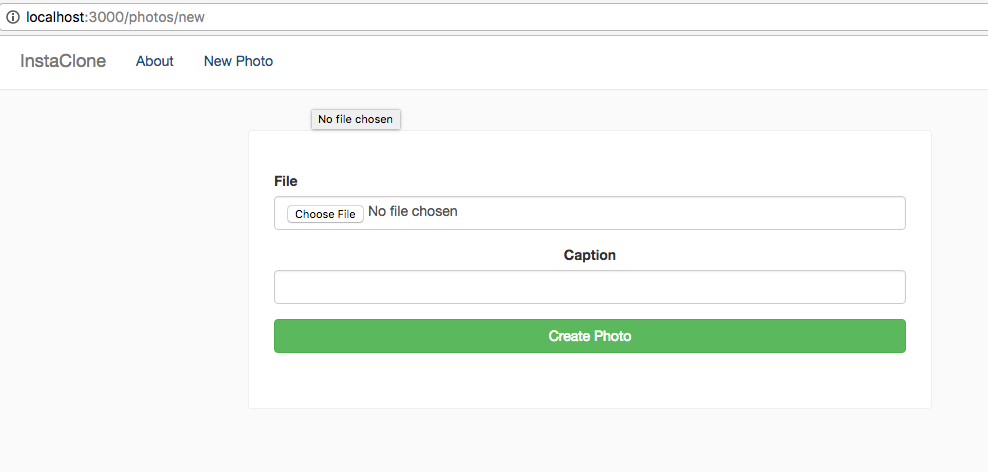 localhost:3000/photos/new
InstaClone About New Photo
No file chosen
File
Choose File No file chosen
Caption
Create Photo